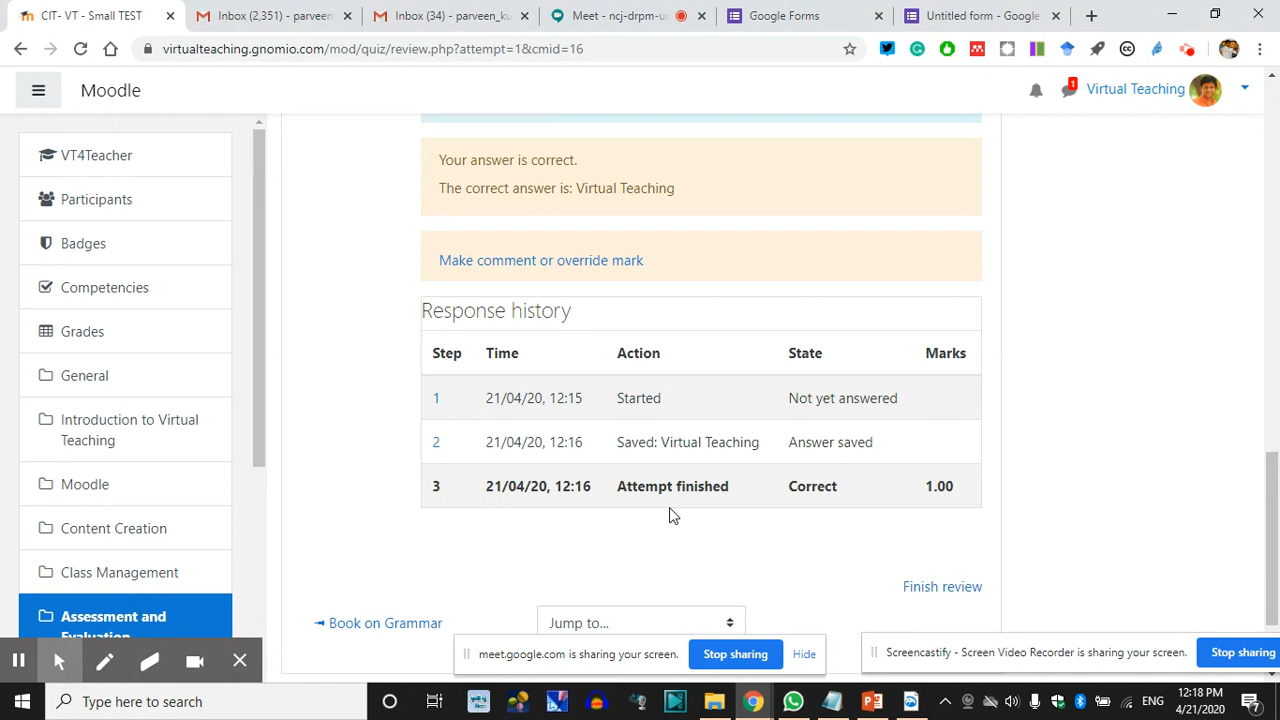 CIT- VT - Small TEST
Inbox (2,351) - parveen
Inbox (34) - parveen_ku
Meet - ncj-drpm-u
Google Forms
Untitled form - Google
virtualteaching.gnomio.com/mod/quiz/review.php?attempt=1&cmid=16
Moodle
1
Virtual Teaching
VT4Teacher
Participants
Badges
Competencies
Grades
General
Introduction to Virtual
Teaching
Moodle
Content Creation
Class Management
Assessment and
Evaluation
Your answer is correct.
The correct answer is: Virtual Teaching
Make comment or override mark
Response history
Step Time Action State Marks
1 21/04/20, 12:15 Started Not yet answered
2 21/04/20, 12:16 Saved: Virtual Teaching Answer saved
3 21/04/20, 12:16 Attempt finished Correct 1.00
Finish review
◄ Book on Grammar
Jump to...
meet.google.com is sharing your screen. Stop sharing Hide
Screencastify - Screen Video Recorder is sharing your screen. Stop sharing
Type here to search
ENG
12:18 PM
4/21/2020